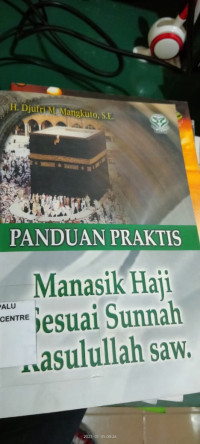 H. Djufri M. Mangkuto, S.E.
PANDUAN PRAKTIS
Manasik Haji
Sesuai Sunnah
Rasulullah saw.
PALU
CENTRE